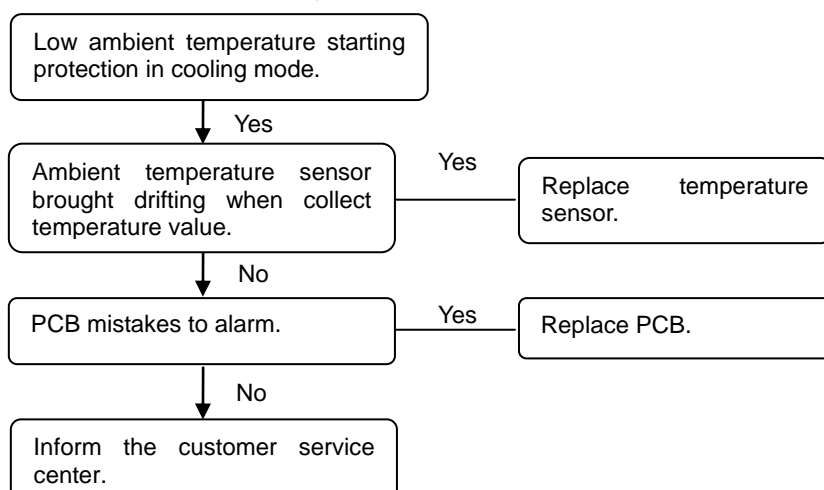 Low ambient temperature starting
protection in cooling mode.
Yes
Ambient temperature sensor
brought drifting when collect
temperature value.
Yes
Replace temperature
sensor.
No
PCB mistakes to alarm.
Yes
Replace PCB.
No
Inform the customer service
center.